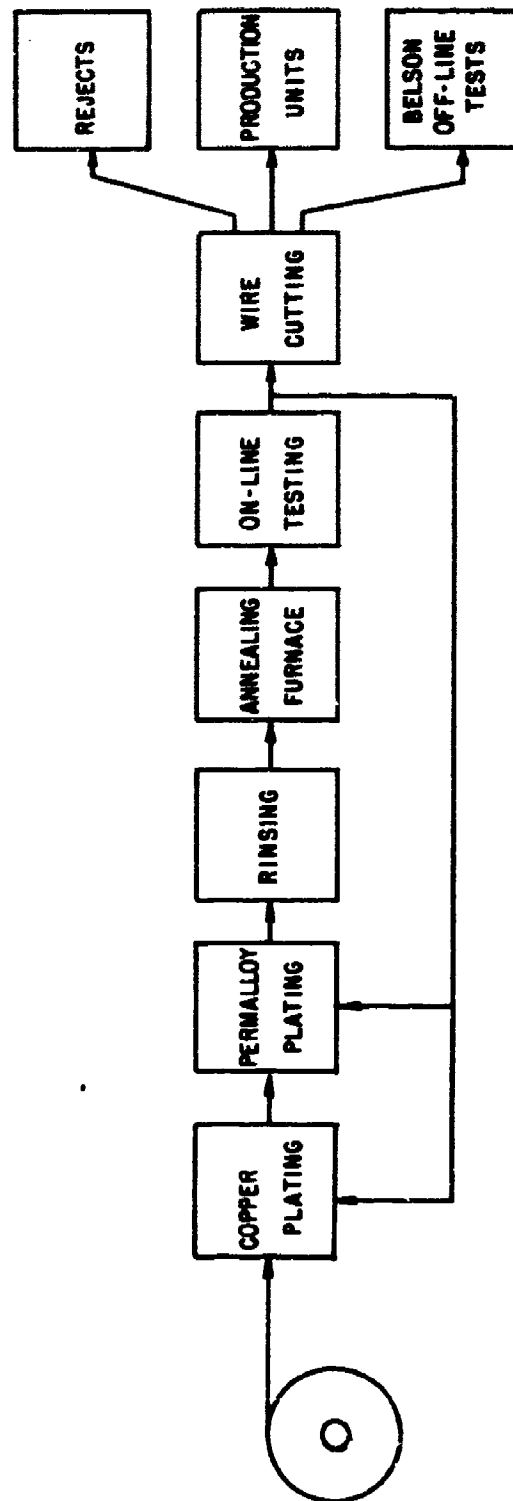 COPPER
PLATING
PERMALLOY
PLATING
RINSING
ANNEALING
FURNACE
ON-LINE
TESTING
WIRE
CUTTING
REJECTS
PRODUCTION
UNITS
BELSON
OFF-LINE
TESTS